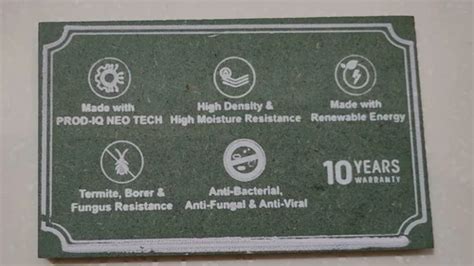 Made with
PROD-IQ NEO TECH
High Density &
High Moisture Resistance
Made with
Renewable Energy
Termite, Borer &
Fungus Resistance
Anti-Bacterial,
Anti-Fungal & Anti-Viral
10 YEARS
WARRANTY